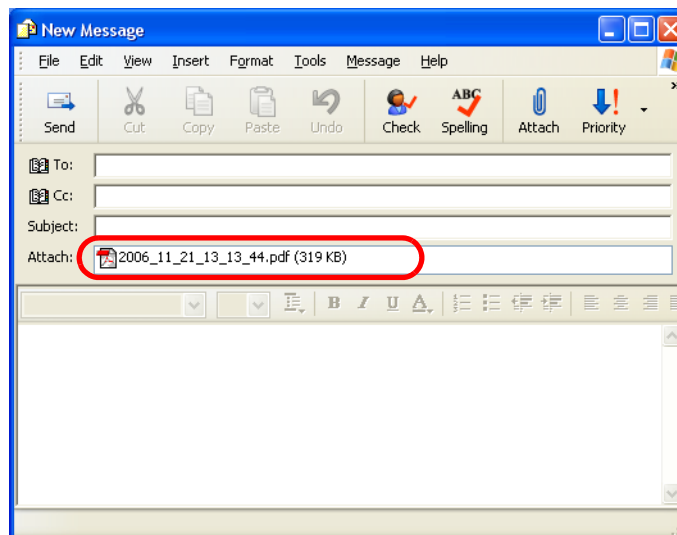 New Message
File Edit View Insert Format Tools Message Help
ABC
Send Cut Copy Paste Undo Check Spelling Attach Priority
To:
Cc:
Subject:
Attach: 2006_11_21_13_13_44.pdf (319 KB)
B I U A